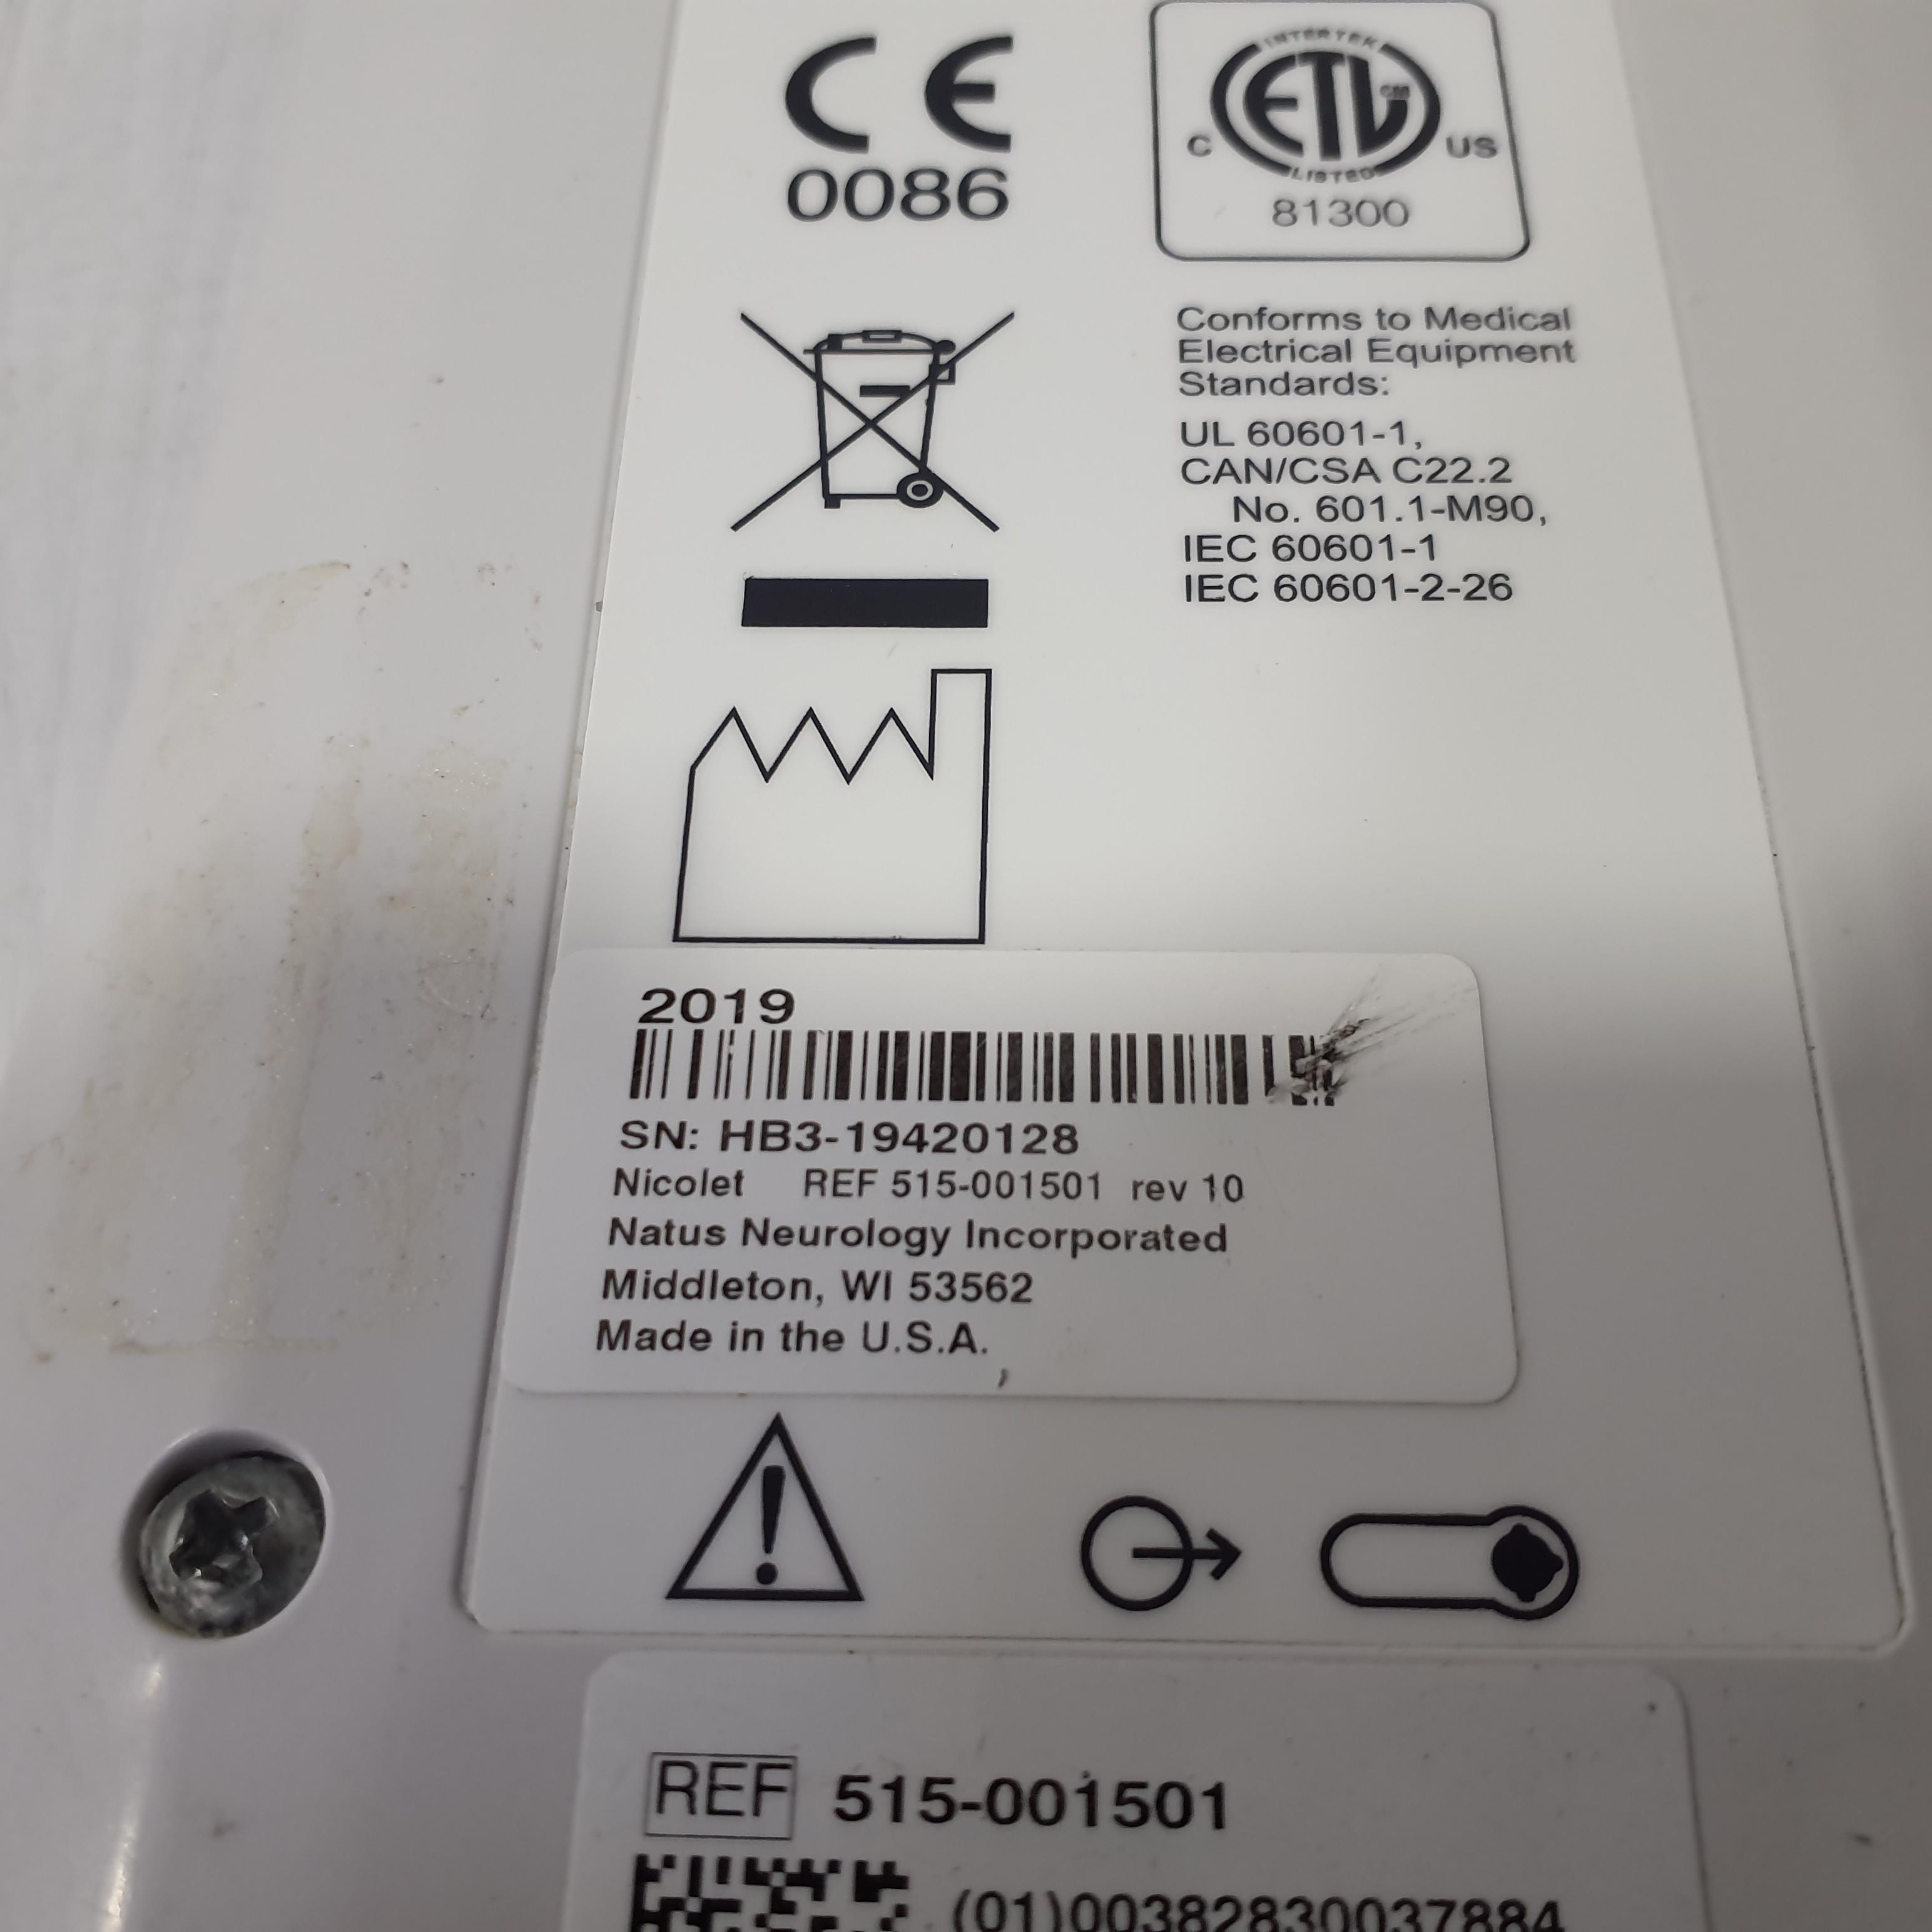 CE
0086
INTERTEK
ETL
CM
C
US
LISTED
81300
Conforms to Medical
Electrical Equipment
Standards:
UL 60601-1,
CAN/CSA C22.2
No. 601.1-M90,
IEC 60601-1
IEC 60601-2-26
2019
SN: HB3-19420128
Nicolet REF 515-001501 rev 10
Natus Neurology Incorporated
Middleton, WI 53562
Made in the U.S.A.
REF 515-001501
(01)00382830037884